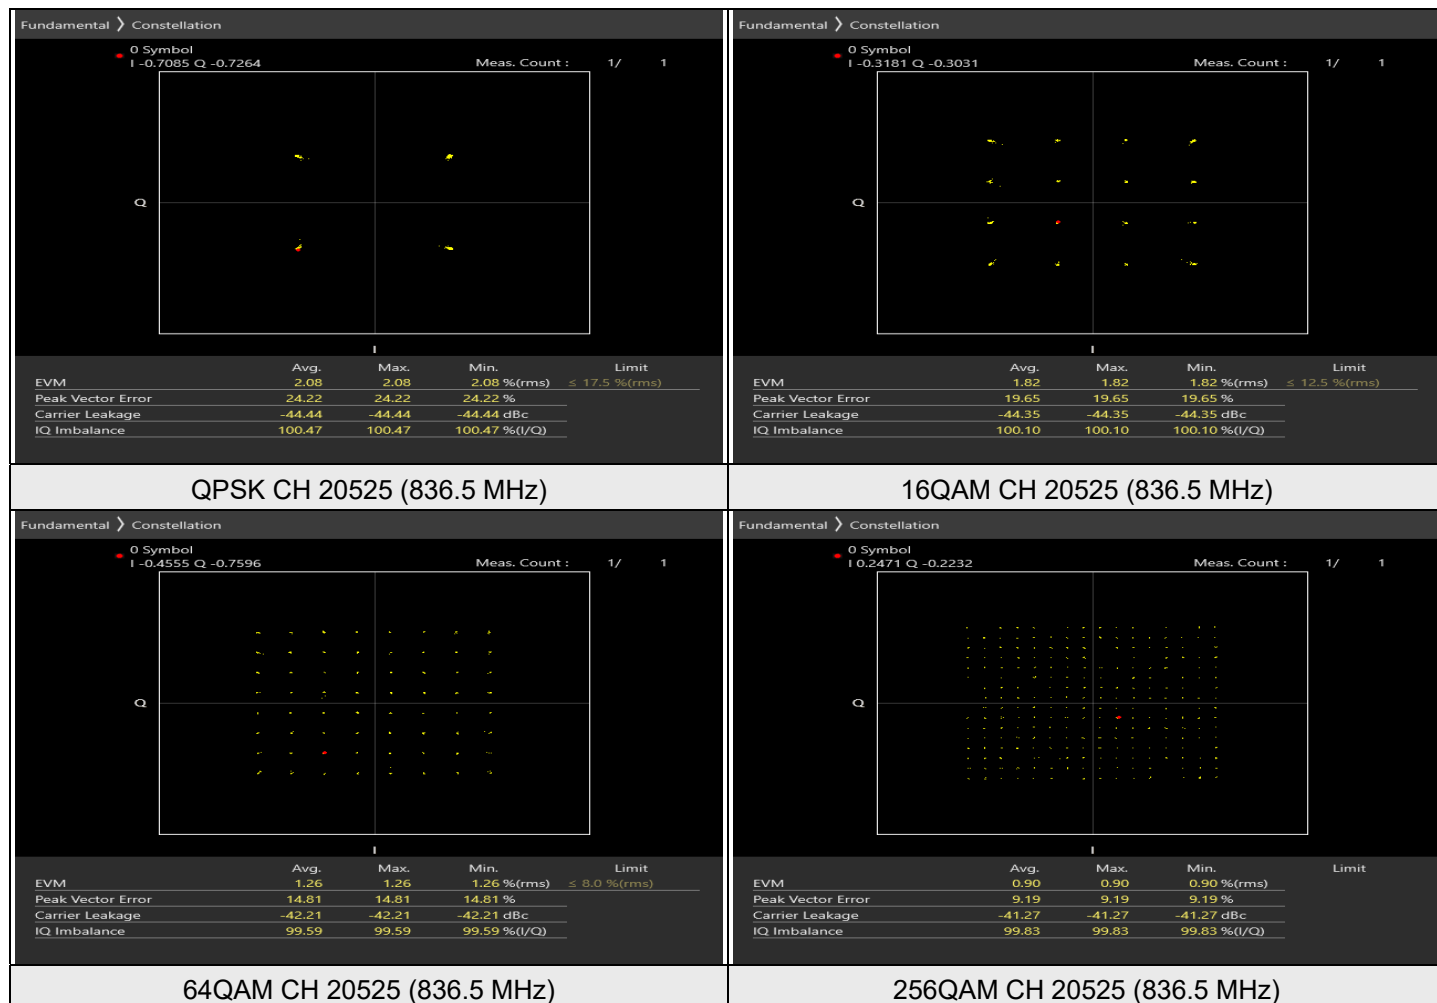 Fundamental ❯ Constellation
0 Symbol
I -0.7085 Q -0.7264 Meas. Count : 1/ 1
Q
I
Avg. Max. Min. Limit
EVM 2.08 2.08 2.08 %(rms) ≤ 17.5 %(rms)
Peak Vector Error 24.22 24.22 24.22 %
Carrier Leakage -44.44 -44.44 -44.44 dBc
IQ Imbalance 100.47 100.47 100.47 %(I/Q)
QPSK CH 20525 (836.5 MHz)
Fundamental ❯ Constellation
0 Symbol
I -0.3181 Q -0.3031 Meas. Count : 1/ 1
Q
I
Avg. Max. Min. Limit
EVM 1.82 1.82 1.82 %(rms) ≤ 12.5 %(rms)
Peak Vector Error 19.65 19.65 19.65 %
Carrier Leakage -44.35 -44.35 -44.35 dBc
IQ Imbalance 100.10 100.10 100.10 %(I/Q)
16QAM CH 20525 (836.5 MHz)
Fundamental ❯ Constellation
0 Symbol
I -0.4555 Q -0.7596 Meas. Count : 1/ 1
Q
I
Avg. Max. Min. Limit
EVM 1.26 1.26 1.26 %(rms) ≤ 8.0 %(rms)
Peak Vector Error 14.81 14.81 14.81 %
Carrier Leakage -42.21 -42.21 -42.21 dBc
IQ Imbalance 99.59 99.59 99.59 %(I/Q)
64QAM CH 20525 (836.5 MHz)
Fundamental ❯ Constellation
0 Symbol
I 0.2471 Q -0.2232 Meas. Count : 1/ 1
Q
I
Avg. Max. Min. Limit
EVM 0.90 0.90 0.90 %(rms)
Peak Vector Error 9.19 9.19 9.19 %
Carrier Leakage -41.27 -41.27 -41.27 dBc
IQ Imbalance 99.83 99.83 99.83 %(I/Q)
256QAM CH 20525 (836.5 MHz)